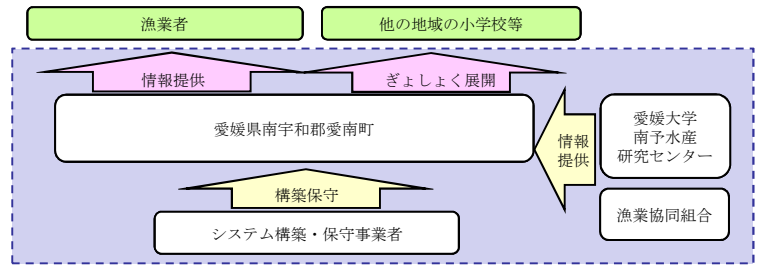 漁業者
他の地域の小学校等
情報提供
ぎょしょく展開
愛媛県南宇和郡愛南町
情報
提供
愛媛大学
南予水産
研究センター
構築保守
漁業協同組合
システム構築・保守事業者